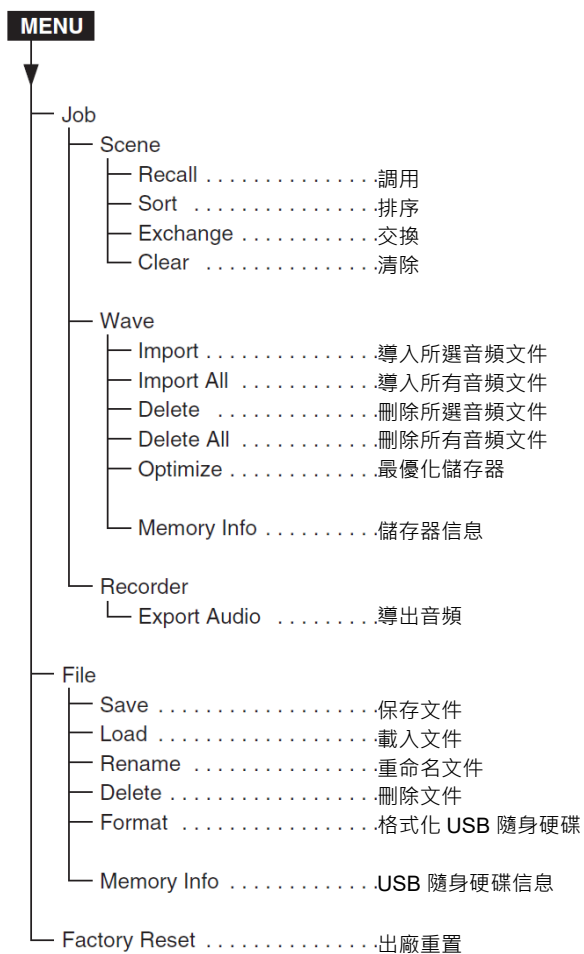 MENU
Job
Scene
Recall . . . . . . . . . . . . . . . 調用
Sort . . . . . . . . . . . . . . . . 排序
Exchange . . . . . . . . . . . . 交換
Clear . . . . . . . . . . . . . . . 清除
Wave
Import . . . . . . . . . . . . . . . 導入所選音頻文件
Import All . . . . . . . . . . . . 導入所有音頻文件
Delete . . . . . . . . . . . . . . 刪除所選音頻文件
Delete All . . . . . . . . . . . . 刪除所有音頻文件
Optimize . . . . . . . . . . . . . 最優化儲存器
Memory Info . . . . . . . . . . 儲存器信息
Recorder
Export Audio . . . . . . . . . 導出音頻
File
Save . . . . . . . . . . . . . . . . . . . 保存文件
Load . . . . . . . . . . . . . . . . . . . 載入文件
Rename . . . . . . . . . . . . . . . . 重命名文件
Delete . . . . . . . . . . . . . . . . . . 刪除文件
Format . . . . . . . . . . . . . . . . . 格式化 USB 隨身硬碟
Memory Info . . . . . . . . . . . . . USB 隨身硬碟信息
Factory Reset . . . . . . . . . . . . . . . 出廠重置